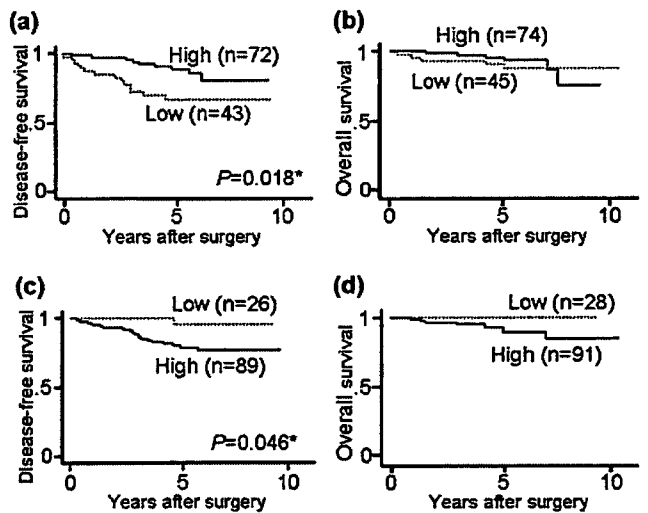 (a)
Disease-free survival
1
.5
0
High (n=72)
Low (n=43)
P=0.018*
0 5 10
Years after surgery
(b)
Overall survival
1
.5
0
High (n=74)
Low (n=45)
0 5 10
Years after surgery
(c)
Disease-free survival
1
.5
0
Low (n=26)
High (n=89)
P=0.046*
0 5 10
Years after surgery
(d)
Overall survival
1
.5
0
Low (n=28)
High (n=91)
0 5 10
Years after surgery